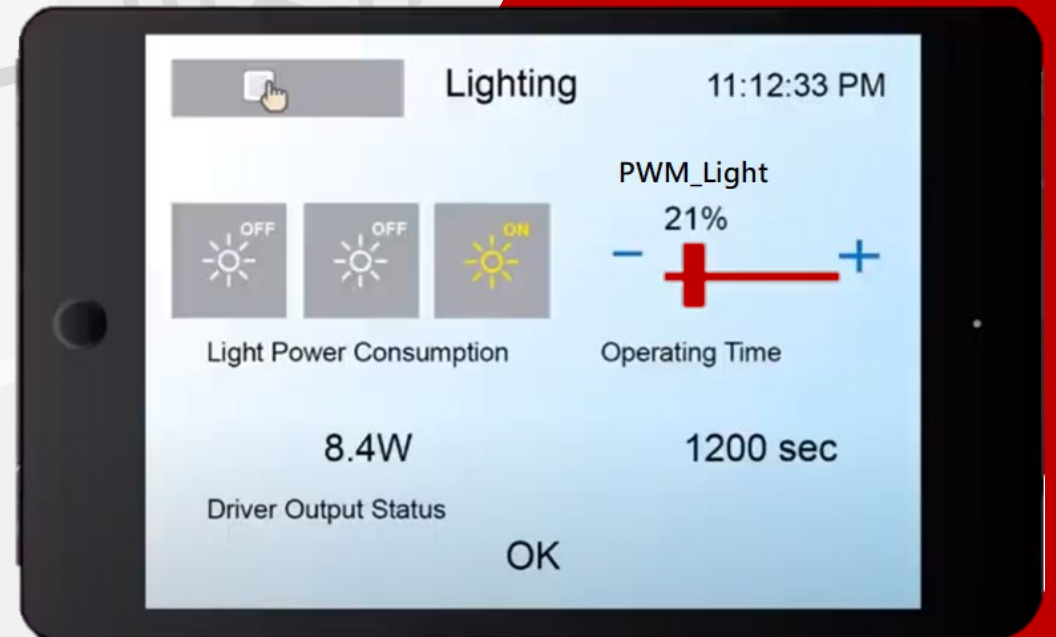 Lighting
11:12:33 PM
PWM_Light
21%
OFF
OFF
ON
− +
Light Power Consumption
Operating Time
8.4W
1200 sec
Driver Output Status
OK